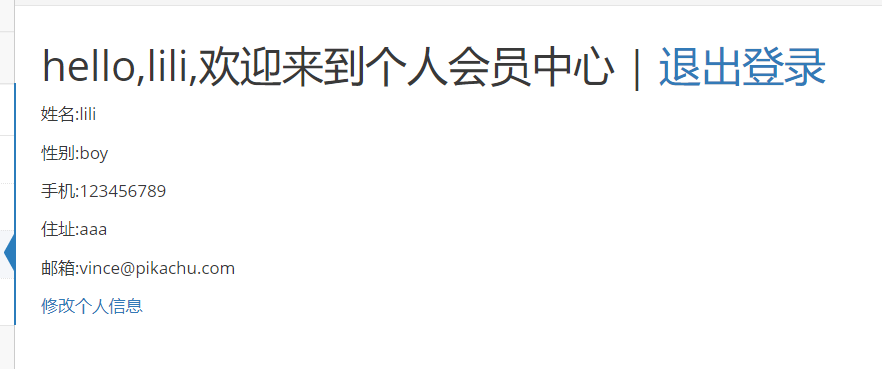 hello,lili,欢迎来到个人会员中心 | 退出登录
姓名:lili
性别:boy
手机:123456789
住址:aaa
邮箱:vince@pikachu.com
修改个人信息